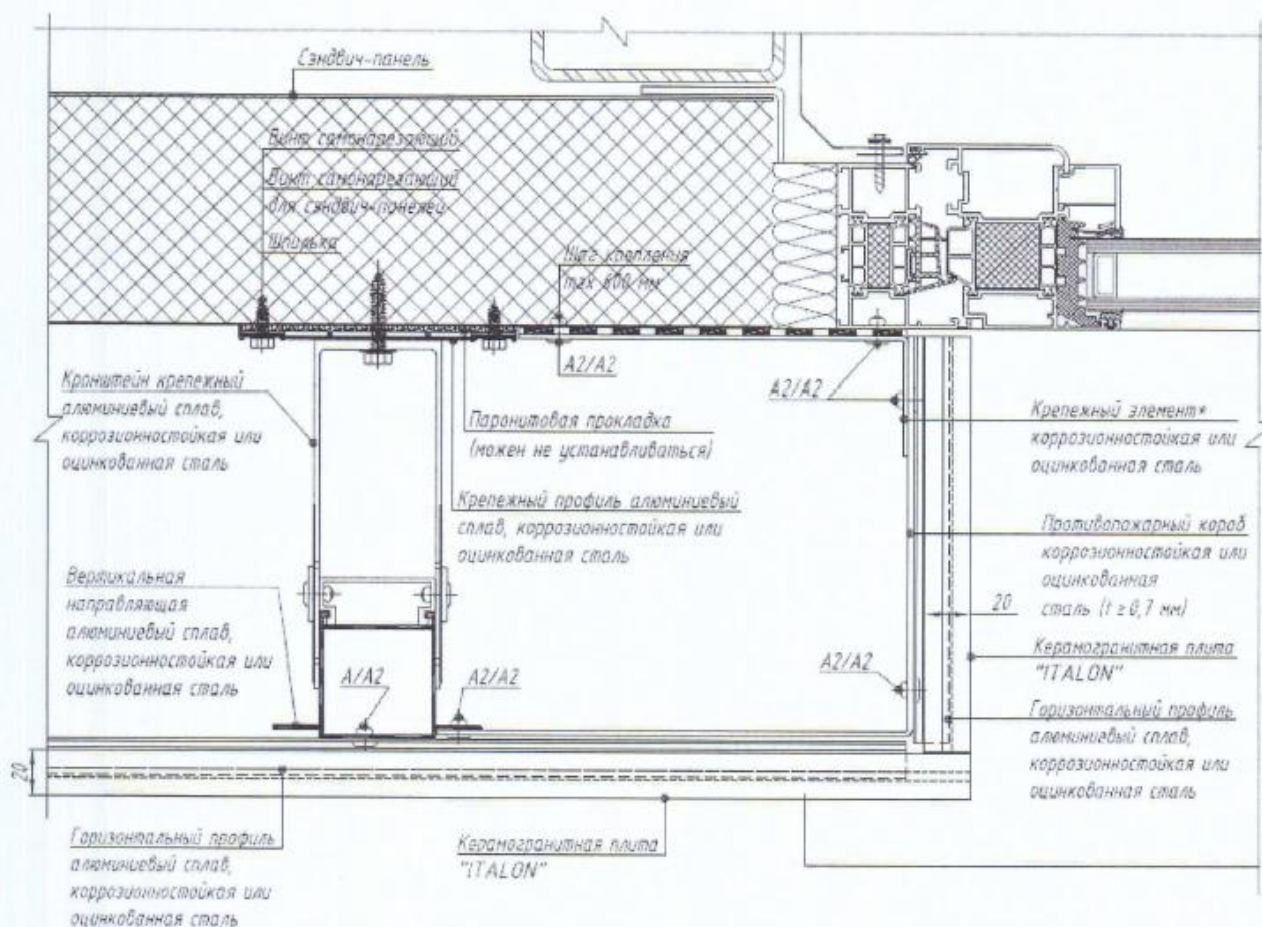 Сэндвич-панель
Винт самонарезающий
Винт самонарезающий
для сэндвич-панелей
Шпилька
Шаг крепления
max 600 мм
A2/A2
A2/A2
Кронштейн крепежный
алюминиевый сплав,
коррозионностойкая или
оцинкованная сталь
Паронитовая прокладка
(может не устанавливаться)
Крепежный профиль алюминиевый
сплав, коррозионностойкая или
оцинкованная сталь
Крепежный элемент*
коррозионностойкая или
оцинкованная сталь
Противопожарный короб
коррозионностойкая или
оцинкованная
сталь (t ≥ 0,7 мм)
20
Вертикальная
направляющая
алюминиевый сплав,
коррозионностойкая или
оцинкованная сталь
A/A2
A2/A2
A2/A2
Керамогранитная плита
"ITALON"
Горизонтальный профиль
алюминиевый сплав,
коррозионностойкая или
оцинкованная сталь
20
Горизонтальный профиль
алюминиевый сплав,
коррозионностойкая или
оцинкованная сталь
Керамогранитная плита
"ITALON"